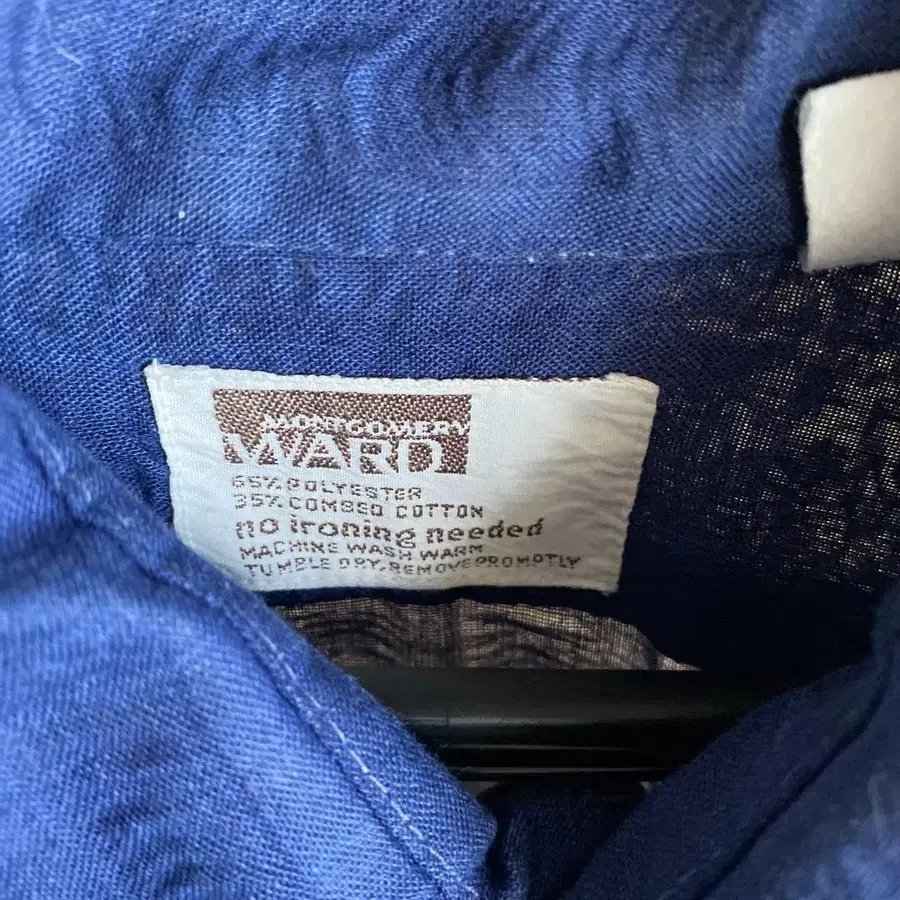 MONTGOMERY
WARD
65% POLYESTER
35% COMBED COTTON
no ironing needed
MACHINE WASH WARM
TUMBLE DRY, REMOVE PROMPTLY